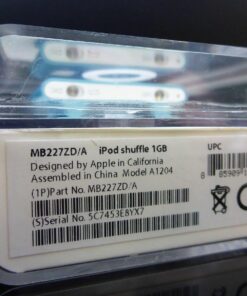 MB227ZD/A iPod shuffle 1GB
UPC
Designed by Apple in California
Assembled in China Model A1204
(1P)Part No. MB227ZD/A
(S)Serial No. 5C7453E8YX7